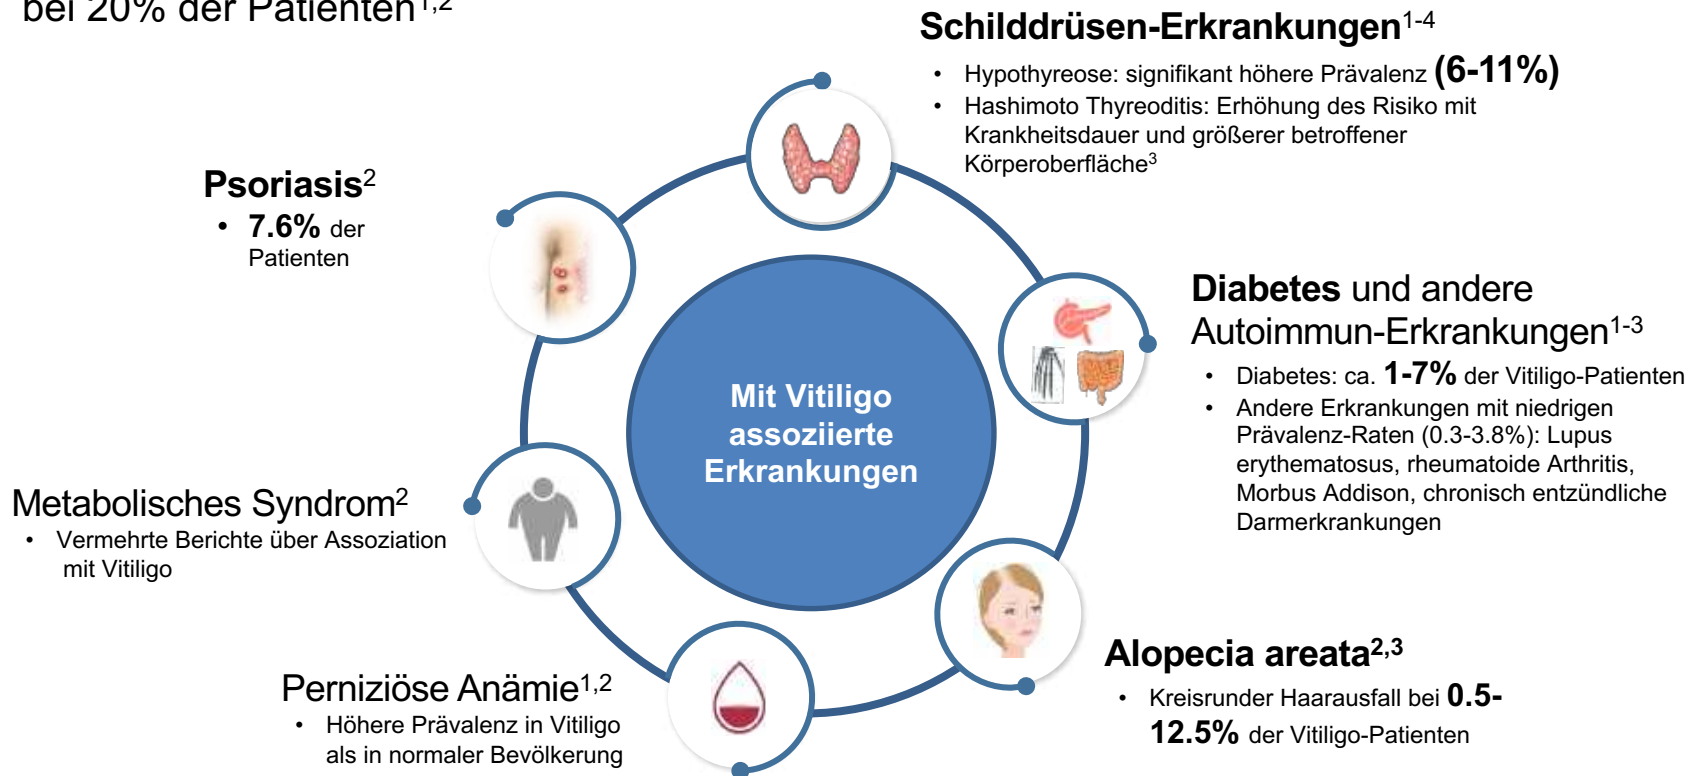 bei 20% der Patienten1,2
Schilddrüsen-Erkrankungen1-4
• Hypothyreose: signifikant höhere Prävalenz (6-11%)
• Hashimoto Thyreoditis: Erhöhung des Risiko mit
Krankheitsdauer und größerer betroffener
Körperoberfläche3
Psoriasis2
• 7.6% der
Patienten
Diabetes und andere
Autoimmun-Erkrankungen1-3
• Diabetes: ca. 1-7% der Vitiligo-Patienten
• Andere Erkrankungen mit niedrigen
Prävalenz-Raten (0.3-3.8%): Lupus
erythematosus, rheumatoide Arthritis,
Morbus Addison, chronisch entzündliche
Darmerkrankungen
Mit Vitiligo
assoziierte
Erkrankungen
Metabolisches Syndrom2
• Vermehrte Berichte über Assoziation
mit Vitiligo
Alopecia areata2,3
• Kreisrunder Haarausfall bei 0.5-
12.5% der Vitiligo-Patienten
Perniziöse Anämie1,2
• Höhere Prävalenz in Vitiligo
als in normaler Bevölkerung